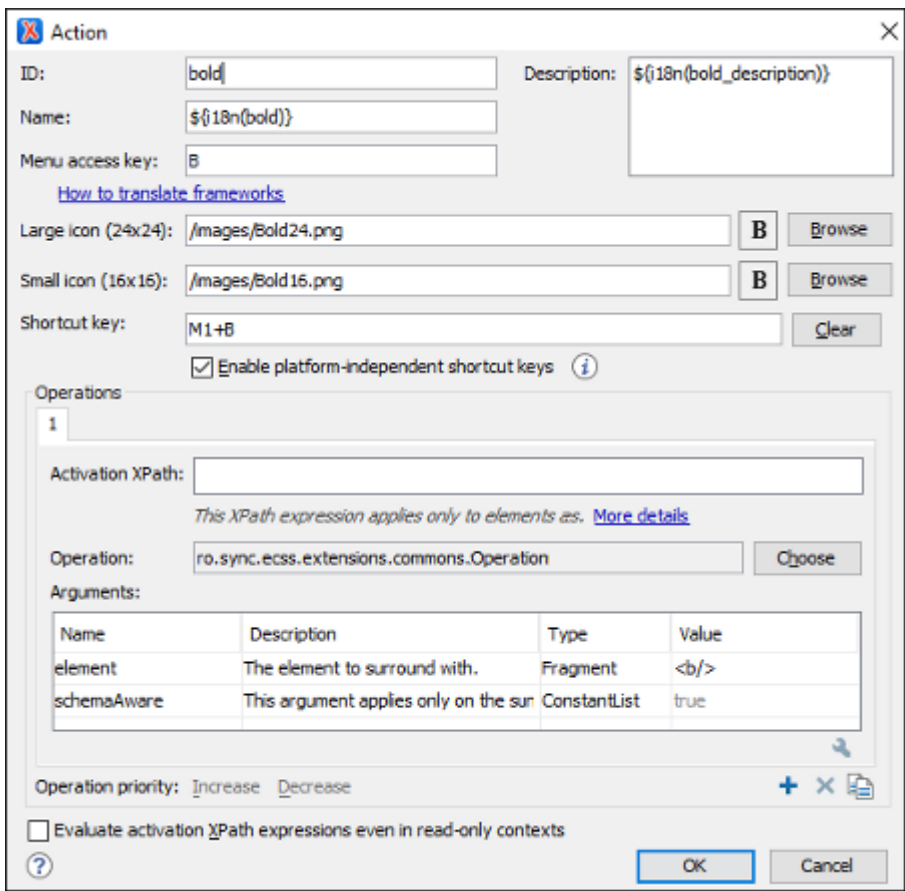 Action
ID: bold Description: ${i18n(bold_description)}
Name: ${i18n(bold)}
Menu access key: B
How to translate frameworks
Large icon (24x24): /images/Bold24.png B Browse
Small icon (16x16): /images/Bold16.png B Browse
Shortcut key: M1+B Clear
Enable platform-independent shortcut keys
Operations
1
Activation XPath:
This XPath expression applies only to elements as. More details
Operation: ro.sync.ecss.extensions.commons.Operation Choose
Arguments:
Name Description Type Value
element The element to surround with. Fragment <b/>
schemaAware This argument applies only on the sur ConstantList true
Operation priority: Increase Decrease
Evaluate activation XPath expressions even in read-only contexts
? OK Cancel